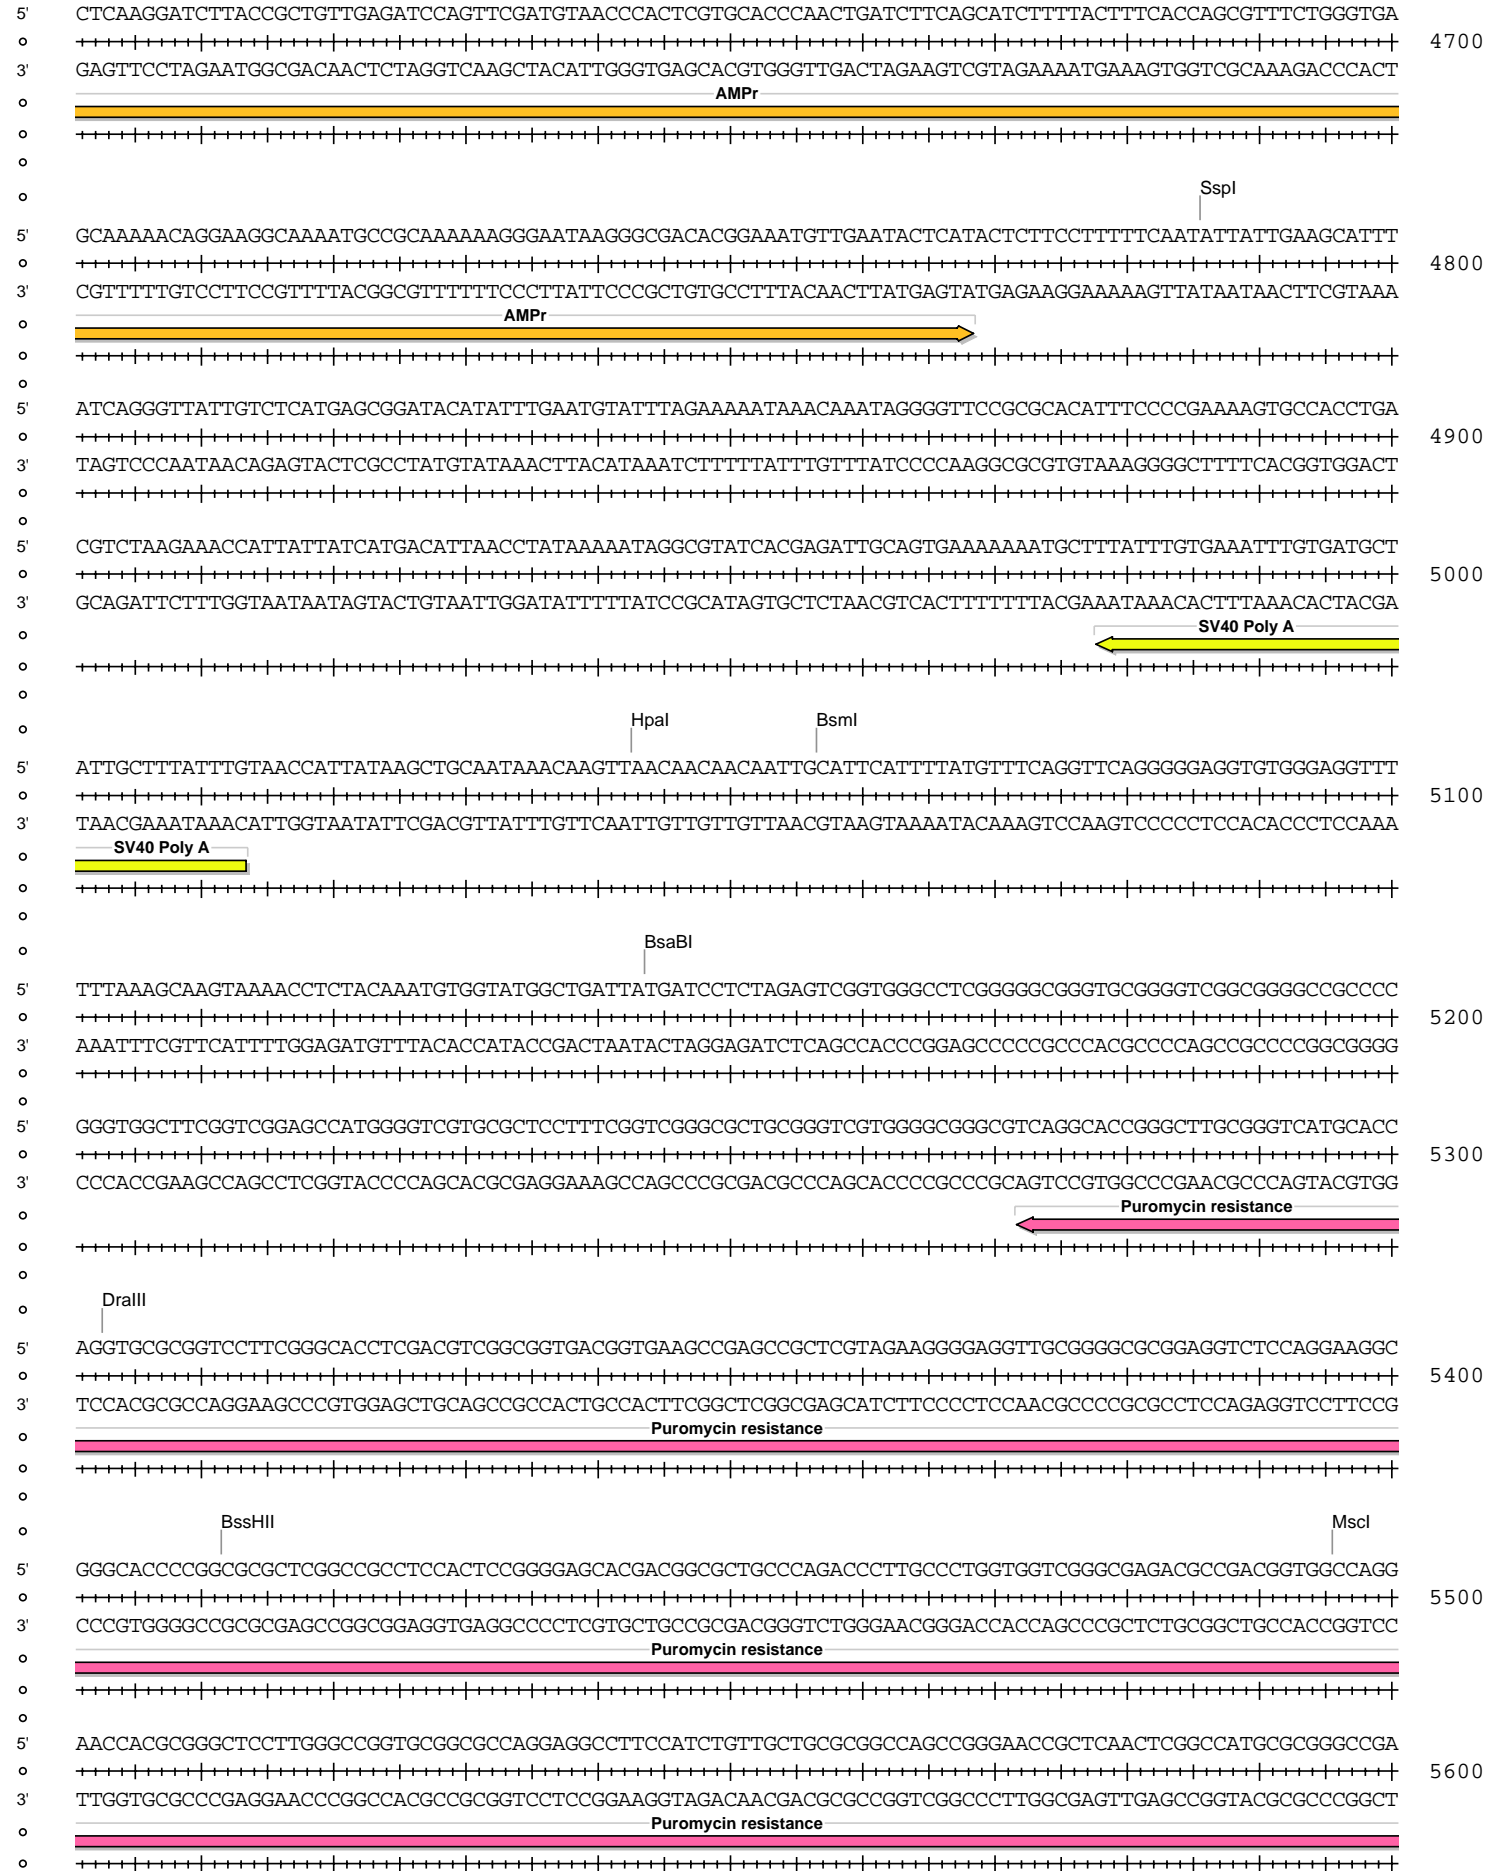 5' CTCAAGGATCTTACCGCTGTTGAGATCCAGTTCGATGTAACCCACTCGTGCACCCAACTGATCTTCAGCATCTTTTACTTTCACCAGCGTTTCTGGGTGA
4700
3' GAGTTCCTAGAATGGCGACAACTCTAGGTCAAGCTACATTGGGTGAGCACGTGGGTTGACTAGAAGTCGTAGAAAATGAAAGTGGTCGCAAAGACCCACT
AMPr
SspI
5' GCAAAAACAGGAAGGCAAAATGCCGCAAAAAAGGGAATAAGGGCGACACGGAAATGTTGAATACTCATACTCTTCCTTTTTCAATATTATTGAAGCATTT
4800
3' CGTTTTTGTCCTTCCGTTTTACGGCGTTTTTTCCCTTATTCCCGCTGTGCCTTTACAACTTATGAGTATGAGAAGGAAAAAGTTATAATAACTTCGTAAA
AMPr
5' ATCAGGGTTATTGTCTCATGAGCGGATACATATTTGAATGTATTTAGAAAAATAAACAAATAGGGGTTCCGCGCACATTTCCCCGAAAAGTGCCACCTGA
4900
3' TAGTCCCAATAACAGAGTACTCGCCTATGTATAAACTTACATAAATCTTTTTATTTGTTTATCCCCAAGGCGCGTGTAAAGGGGCTTTTCACGGTGGACT
5' CGTCTAAGAAACCATTATTATCATGACATTAACCTATAAAAATAGGCGTATCACGAGATTGCAGTGAAAAAAATGCTTTATTTGTGAAATTTGTGATGCT
5000
3' GCAGATTCTTTGGTAATAATAGTACTGTAATTGGATATTTTTATCCGCATAGTGCTCTAACGTCACTTTTTTTACGAAATAAACACTTTAAACACTACGA
SV40 Poly A
HpaI BsmI
5' ATTGCTTTATTTGTAACCATTATAAGCTGCAATAAACAAGTTAACAACAACAATTGCATTCATTTTATGTTTCAGGTTCAGGGGGAGGTGTGGGAGGTTT
5100
3' TAACGAAATAAACATTGGTAATATTCGACGTTATTTGTTCAATTGTTGTTGTTAACGTAAGTAAAATACAAAGTCCAAGTCCCCCTCCACACCCTCCAAA
SV40 Poly A
BsaBI
5' TTTAAAGCAAGTAAAACCTCTACAAATGTGGTATGGCTGATTATGATCCTCTAGAGTCGGTGGGCCTCGGGGGCGGGTGCGGGGTCGGCGGGGCCGCCCC
5200
3' AAATTTCGTTCATTTTGGAGATGTTTACACCATACCGACTAATACTAGGAGATCTCAGCCACCCGGAGCCCCCGCCCACGCCCCAGCCGCCCCGGCGGGG
5' GGGTGGCTTCGGTCGGAGCCATGGGGTCGTGCGCTCCTTTCGGTCGGGCGCTGCGGGTCGTGGGGCGGGCGTCAGGCACCGGGCTTGCGGGTCATGCACC
5300
3' CCCACCGAAGCCAGCCTCGGTACCCCAGCACGCGAGGAAAGCCAGCCCGCGACGCCCAGCACCCCGCCCGCAGTCCGTGGCCCGAACGCCCAGTACGTGG
Puromycin resistance
DraIII
5' AGGTGCGCGGTCCTTCGGGCACCTCGACGTCGGCGGTGACGGTGAAGCCGAGCCGCTCGTAGAAGGGGAGGTTGCGGGGCGCGGAGGTCTCCAGGAAGGC
5400
3' TCCACGCGCCAGGAAGCCCGTGGAGCTGCAGCCGCCACTGCCACTTCGGCTCGGCGAGCATCTTCCCCTCCAACGCCCCGCGCCTCCAGAGGTCCTTCCG
Puromycin resistance
BssHII MscI
5' GGGCACCCCGGCGCGCTCGGCCGCCTCCACTCCGGGGAGCACGACGGCGCTGCCCAGACCCTTGCCCTGGTGGTCGGGCGAGACGCCGACGGTGGCCAGG
5500
3' CCCGTGGGGCCGCGCGAGCCGGCGGAGGTGAGGCCCCTCGTGCTGCCGCGACGGGTCTGGGAACGGGACCACCAGCCCGCTCTGCGGCTGCCACCGGTCC
Puromycin resistance
5' AACCACGCGGGCTCCTTGGGCCGGTGCGGCGCCAGGAGGCCTTCCATCTGTTGCTGCGCGGCCAGCCGGGAACCGCTCAACTCGGCCATGCGCGGGCCGA
5600
3' TTGGTGCGCCCGAGGAACCCGGCCACGCCGCGGTCCTCCGGAAGGTAGACAACGACGCGCCGGTCGGCCCTTGGCGAGTTGAGCCGGTACGCGCCCGGCT
Puromycin resistance